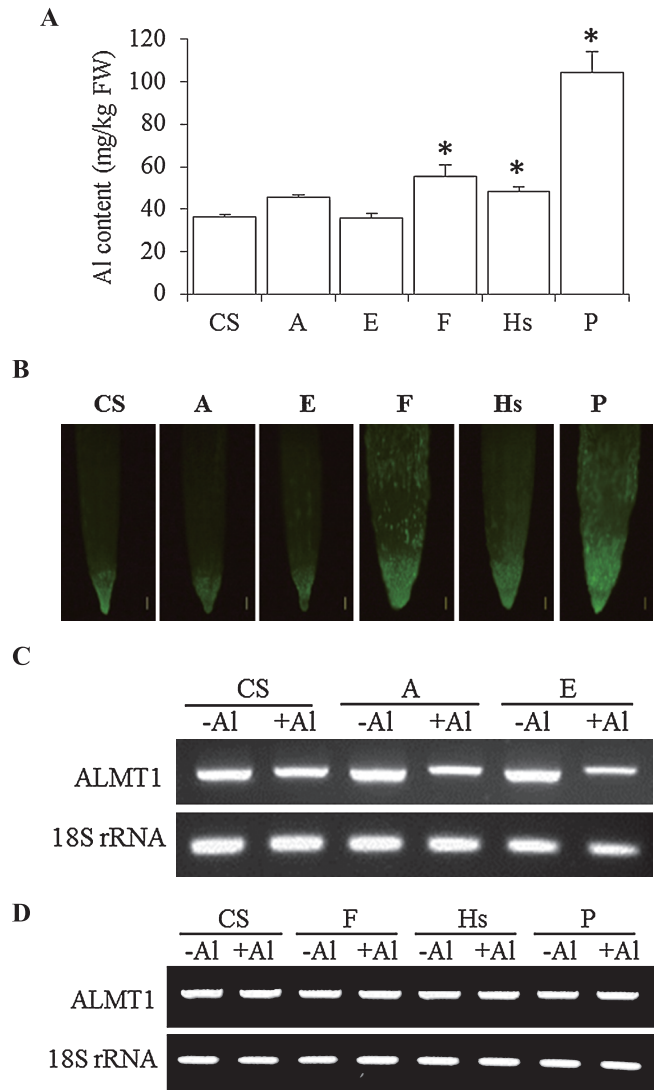 A
Al content (mg/kg FW)
120
100
80
60
40
20
0
*
*
*
CS A E F Hs P
B
CS A E F Hs P
C
CS A E
-Al +Al -Al +Al -Al +Al
ALMT1
18S rRNA
D
CS F Hs P
-Al +Al -Al +Al -Al +Al -Al +Al
ALMT1
18S rRNA